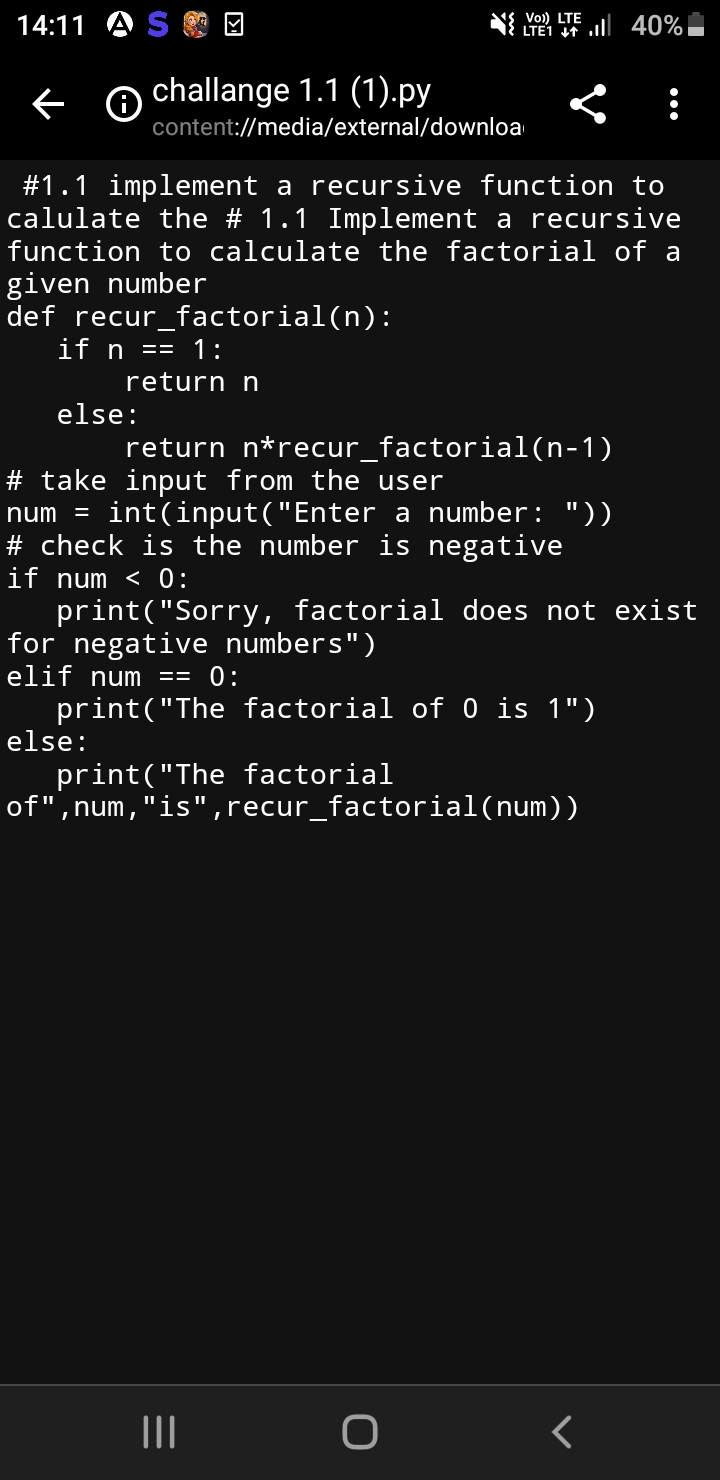 14:11 Vo)) LTE 40%
LTE1
challange 1.1 (1).py
content://media/external/downloa
#1.1 implement a recursive function to
calulate the # 1.1 Implement a recursive
function to calculate the factorial of a
given number
def recur_factorial(n):
   if n == 1:
       return n
   else:
       return n*recur_factorial(n-1)
# take input from the user
num = int(input("Enter a number: "))
# check is the number is negative
if num < 0:
   print("Sorry, factorial does not exist
for negative numbers")
elif num == 0:
   print("The factorial of 0 is 1")
else:
   print("The factorial
of",num,"is",recur_factorial(num))